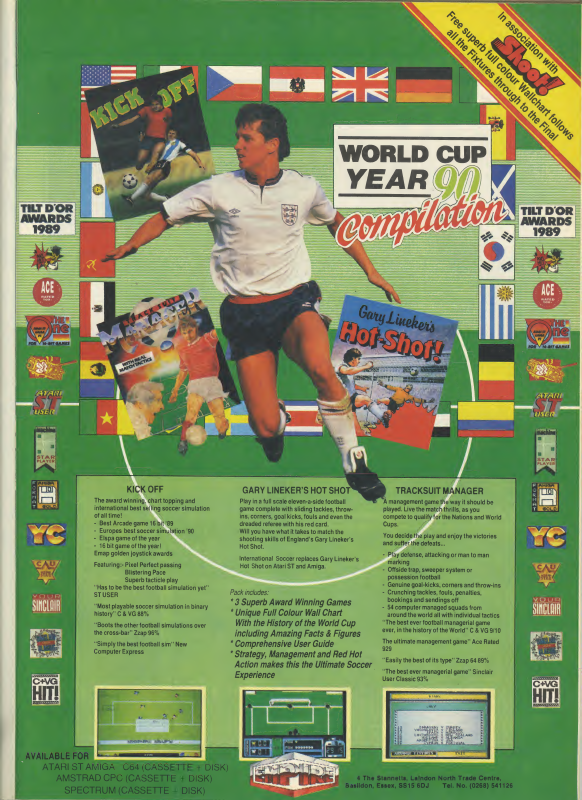 In association with
Shoot!
Free superb full colour Wallchart follows
all the Fixtures through to the Final
KICK OFF
WORLD CUP
YEAR 90
Compilation
TILT D'OR
AWARDS
1989
TILT D'OR
AWARDS
1989
ACE
ACE
MANAGER
WITH REAL
MATCH TACTICS
Gary Lineker's
Hot-Shot!
ATARI
ST
USER
ATARI
ST
USER
STAR
PLAYER
STAR
PLAYER
GOLD
GOLD
YC
YC
SINCLAIR
SINCLAIR
C+VG
HIT!
C+VG
HIT!
KICK OFF
The award winning, chart topping and
international best selling soccer simulation
of all time!
- Best Arcade game 16 bit '89
- Europes best soccer simulation '90
- Elspa game of the year
- 16 bit game of the year!
Emap golden joystick awards
Featuring:- Pixel Perfect passing
Blistering Pace
Superb tacticle play
"Has to be the best football simulation yet"
ST USER
"Most playable soccer simulation in binary
history" C & VG 88%
"Boots the other football simulations over
the cross-bar" Zzap 96%
"Simply the best football sim" New
Computer Express
GARY LINEKER'S HOT SHOT
Play in a full scale eleven-a-side football
game complete with sliding tackle, throw-
ins, corners, goal kicks, fouls and even the
dreaded referee with his red card.
Will you have what it takes to match the
shooting skills of England's Gary Lineker's
Hot Shot.
International Soccer replaces Gary Lineker's
Hot Shot on Atari ST and Amiga.
Pack includes:
* 3 Superb Award Winning Games
* Unique Full Colour Wall Chart
With the History of the World Cup
including Amazing Facts & Figures
* Comprehensive User Guide
* Strategy, Management and Red Hot
Action makes this the Ultimate Soccer
Experience
TRACKSUIT MANAGER
A management game the way it should be
played. Live the match thrills, as you
compete to qualify for the Nations and World
Cups.
You decide the play and enjoy the victories
and suffer the defeats...
- Play defense, attacking or man to man
marking
- Offside trap, sweeper system or
possession football
- Genuine goal-kicks, corners and throw-ins
- Crunching tackles, fouls, penalties,
bookings and sendings off
- 54 computer managed squads from
around the world all with individual tactics
"The best ever football managerial game
ever, in the history of the World" C & VG 9/10
The ultimate management game" Ace Rated
929
"Easily the best of its type" Zzap 64 89%
"The best ever managerial game" Sinclair
User Classic 93%
AVAILABLE FOR
ATARI ST AMIGA C64 (CASSETTE + DISK)
AMSTRAD CPC (CASSETTE + DISK)
SPECTRUM (CASSETTE + DISK)
EMPIRE
4 The Stannetts, Laindon North Trade Centre,
Basildon, Essex, SS15 6DJ Tel. No. (0268) 541126